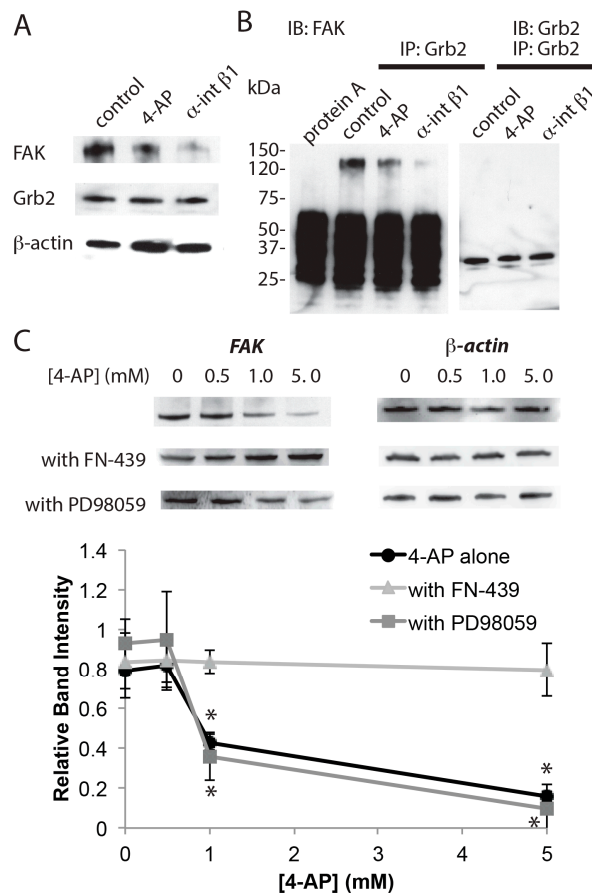 A
control
4-AP
α-int β1
FAK
Grb2
β-actin
B
IB: FAK
IP: Grb2
IB: Grb2
IP: Grb2
kDa
protein A
control
4-AP
α-int β1
control
4-AP
α-int β1
150-
120-
75-
50-
37-
25-
C
FAK
β-actin
[4-AP] (mM) 0 0.5 1.0 5.0
0 0.5 1.0 5.0
with FN-439
with PD98059
1.4
1.2
1
0.8
0.6
0.4
0.2
0
Relative Band Intensity
4-AP alone
with FN-439
with PD98059
*
*
*
*
0 1 2 3 4 5
[4-AP] (mM)